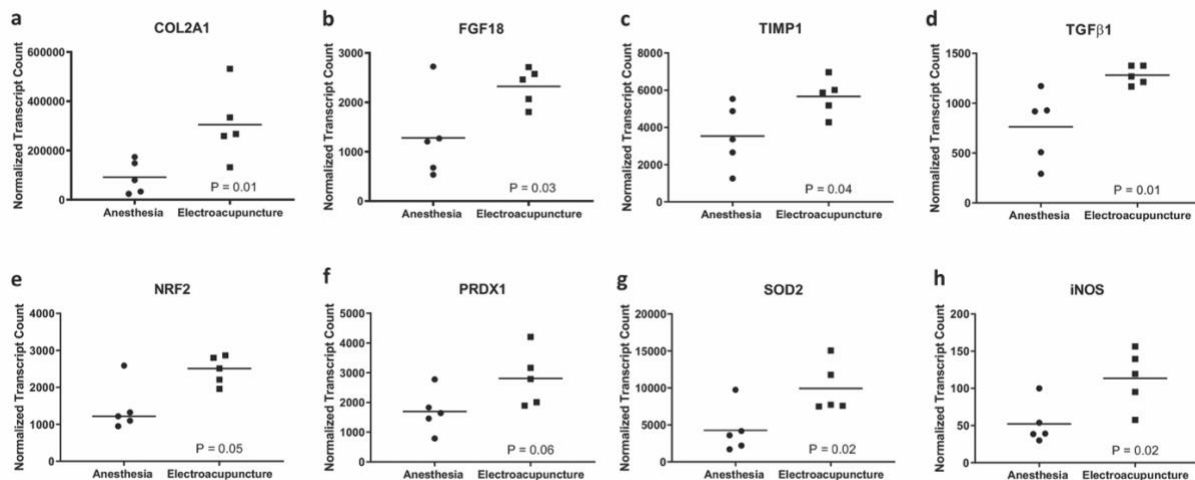 a
COL2A1
Normalized Transcript Count
600000
400000
200000
0
P = 0.01
Anesthesia Electroacupuncture
b
FGF18
Normalized Transcript Count
3000
2000
1000
0
P = 0.03
Anesthesia Electroacupuncture
c
TIMP1
Normalized Transcript Count
8000
6000
4000
2000
0
P = 0.04
Anesthesia Electroacupuncture
d
TGFβ1
Normalized Transcript Count
1500
1000
500
0
P = 0.01
Anesthesia Electroacupuncture
e
NRF2
Normalized Transcript Count
4000
3000
2000
1000
0
P = 0.05
Anesthesia Electroacupuncture
f
PRDX1
Normalized Transcript Count
5000
4000
3000
2000
1000
0
P = 0.06
Anesthesia Electroacupuncture
g
SOD2
Normalized Transcript Count
20000
15000
10000
5000
0
P = 0.02
Anesthesia Electroacupuncture
h
iNOS
Normalized Transcript Count
200
150
100
50
0
P = 0.02
Anesthesia Electroacupuncture